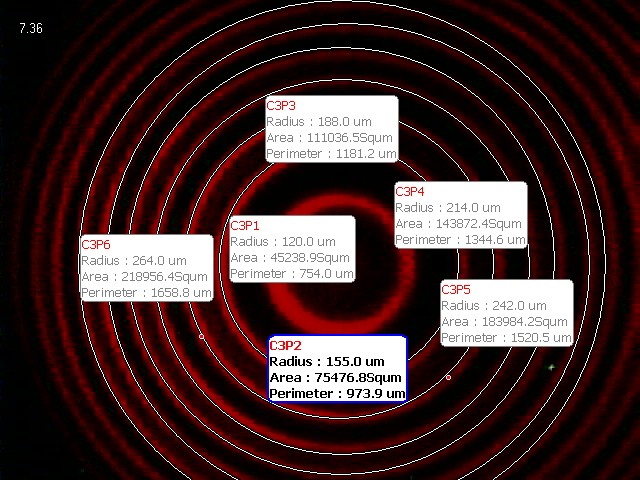 7.36
C3P3
Radius : 188.0 um
Area : 111036.5Squm
Perimeter : 1181.2 um
C3P4
Radius : 214.0 um
Area : 143872.4Squm
Perimeter : 1344.6 um
C3P1
Radius : 120.0 um
Area : 45238.9Squm
Perimeter : 754.0 um
C3P6
Radius : 264.0 um
Area : 218956.4Squm
Perimeter : 1658.8 um
C3P5
Radius : 242.0 um
Area : 183984.2Squm
Perimeter : 1520.5 um
C3P2
Radius : 155.0 um
Area : 75476.8Squm
Perimeter : 973.9 um